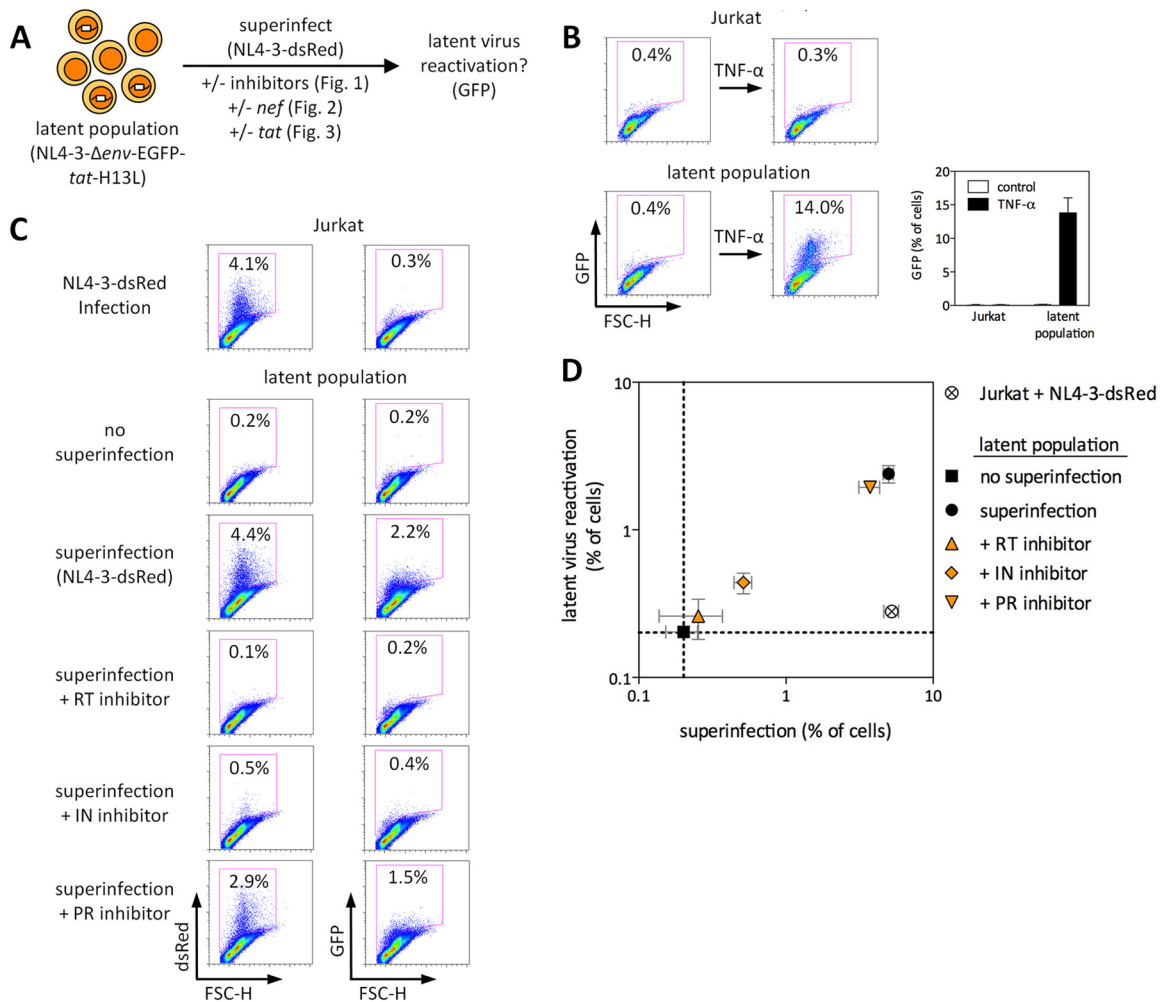 A
superinfect
(NL4-3-dsRed)
+/- inhibitors (Fig. 1)
+/- nef (Fig. 2)
+/- tat (Fig. 3)
latent virus
reactivation?
(GFP)
latent population
(NL4-3-Δenv-EGFP-
tat-H13L)
B
Jurkat
0.4%
TNF-α
0.3%
latent population
0.4%
TNF-α
14.0%
GFP
FSC-H
GFP (% of cells)
20
15
10
5
0
control
TNF-α
Jurkat
latent
population
C
Jurkat
NL4-3-dsRed
Infection
4.1%
0.3%
latent population
no
superinfection
0.2%
0.2%
superinfection
(NL4-3-dsRed)
4.4%
2.2%
superinfection
+ RT inhibitor
0.1%
0.2%
superinfection
+ IN inhibitor
0.5%
0.4%
superinfection
+ PR inhibitor
2.9%
1.5%
dsRed
FSC-H
GFP
FSC-H
D
latent virus reactivation
(% of cells)
10
1
0.1
0.1
1
10
superinfection (% of cells)
Jurkat + NL4-3-dsRed
latent population
no superinfection
superinfection
+ RT inhibitor
+ IN inhibitor
+ PR inhibitor